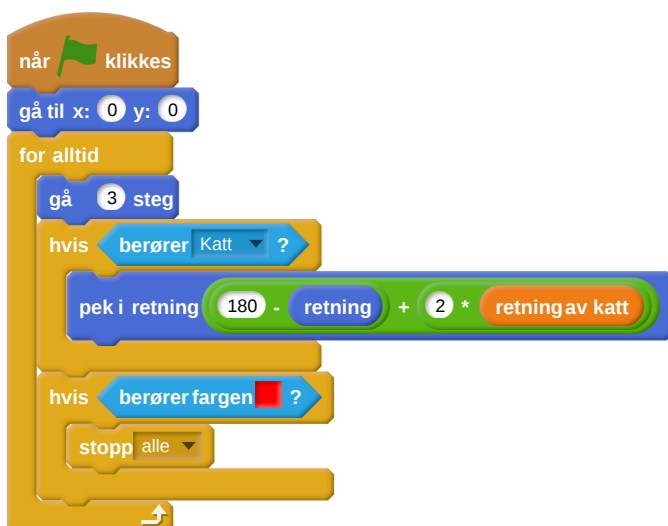 når klikkes
gå til x: 0 y: 0
for alltid
gå 3 steg
hvis berører Katt ?
pek i retning 180 - retning + 2 * retning av katt
hvis berører fargen ?
stopp alle